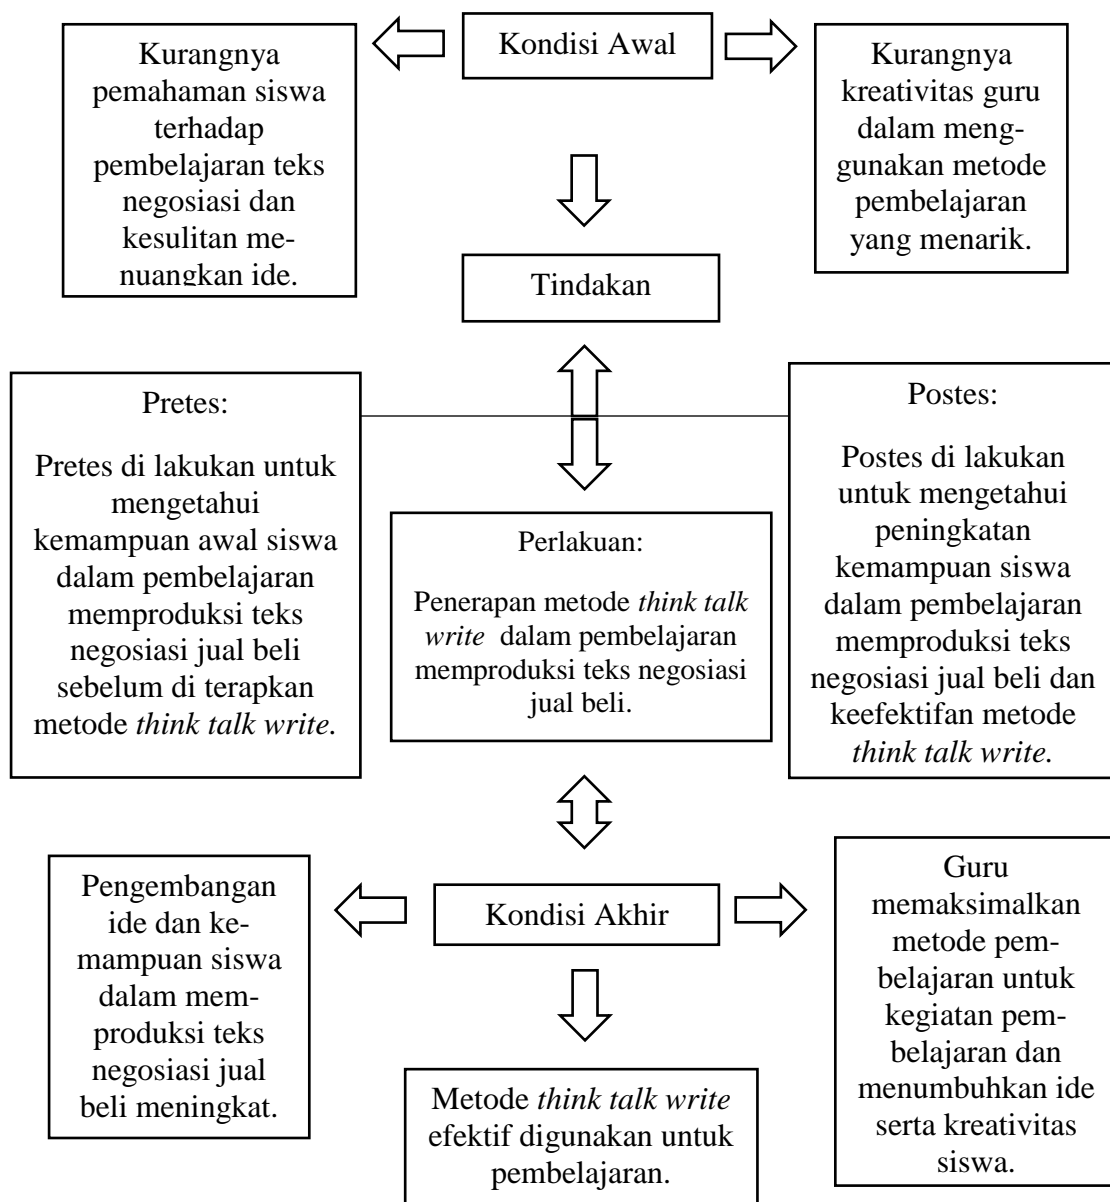 Kondisi Awal
Kurangnya
pemahaman siswa
terhadap
pembelajaran teks
negosiasi dan
kesulitan me-
nuangkan ide.
Kurangnya
kreativitas guru
dalam meng-
gunakan metode
pembelajaran
yang menarik.
Tindakan
Pretes:
Pretes di lakukan untuk
mengetahui
kemampuan awal siswa
dalam pembelajaran
memproduksi teks
negosiasi jual beli
sebelum di terapkan
metode think talk write.
Perlakuan:
Penerapan metode think talk
write dalam pembelajaran
memproduksi teks negosiasi
jual beli.
Postes:
Postes di lakukan
untuk mengetahui
peningkatan
kemampuan siswa
dalam pembelajaran
memproduksi teks
negosiasi jual beli dan
keefektifan metode
think talk write.
Pengembangan
ide dan ke-
mampuan siswa
dalam mem-
produksi teks
negosiasi jual
beli meningkat.
Kondisi Akhir
Guru
memaksimalkan
metode pem-
belajaran untuk
kegiatan pem-
belajaran dan
menumbuhkan ide
serta kreativitas
siswa.
Metode think talk write
efektif digunakan untuk
pembelajaran.